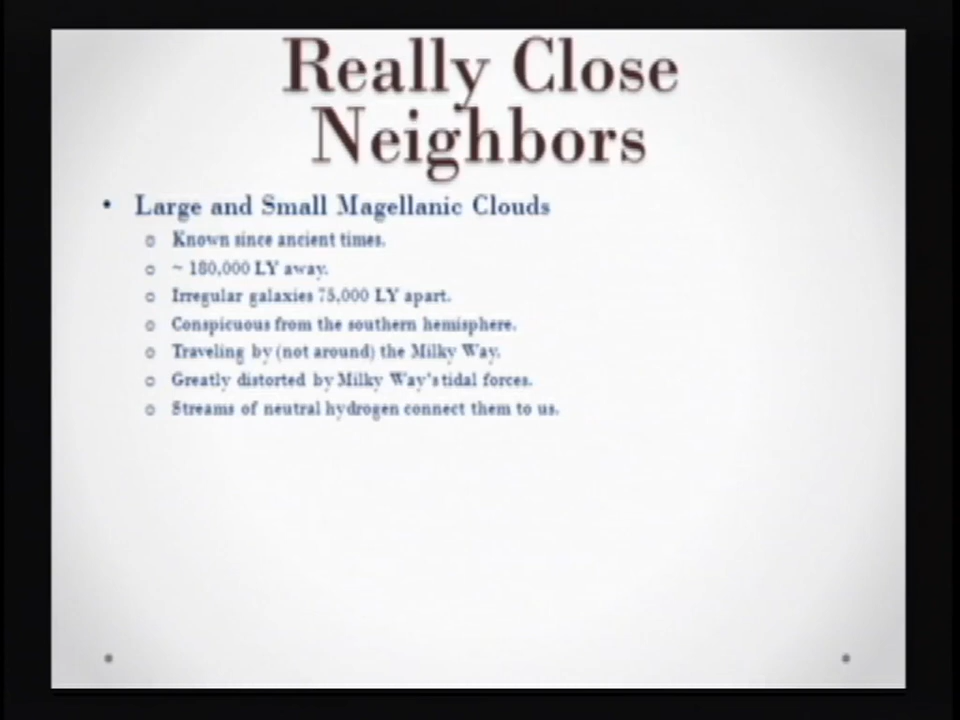 Really Close
Neighbors
• Large and Small Magellanic Clouds
o Known since ancient times.
o ~ 180,000 LY away.
o Irregular galaxies 75,000 LY apart.
o Conspicuous from the southern hemisphere.
o Traveling by (not around) the Milky Way.
o Greatly distorted by Milky Way's tidal forces.
o Streams of neutral hydrogen connect them to us.